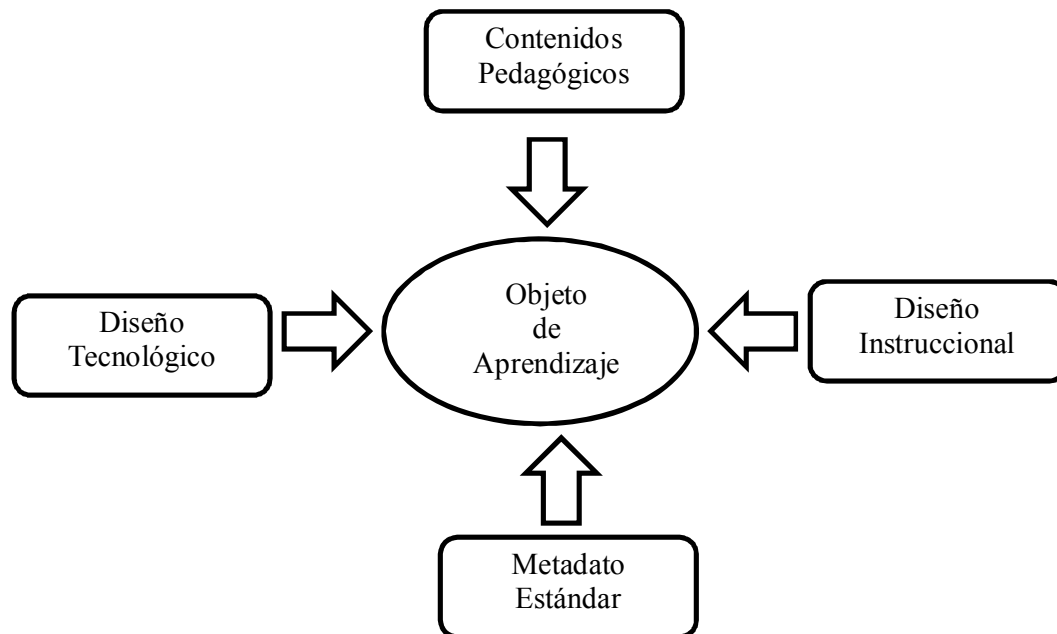 Contenidos
Pedagógicos
Objeto
de
Aprendizaje
Diseño
Tecnológico
Diseño
Instruccional
Metadato
Estándar